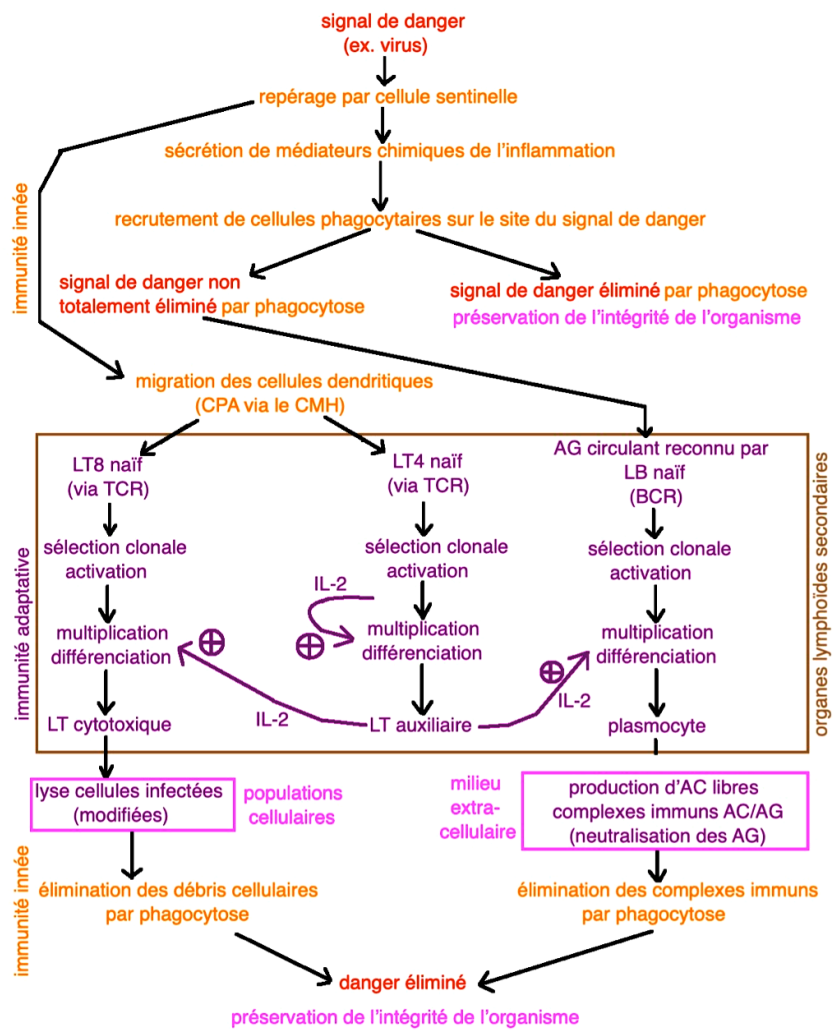 signal de danger
(ex. virus)
repérage par cellule sentinelle
sécrétion de médiateurs chimiques de l'inflammation
immunité innée
recrutement de cellules phagocytaires sur le site du signal de danger
signal de danger non
totalement éliminé par phagocytose
signal de danger éliminé par phagocytose
préservation de l'intégrité de l'organisme
migration des cellules dendritiques
(CPA via le CMH)
immunité adaptative
organes lymphoïdes secondaires
LT8 naïf
(via TCR)
LT4 naïf
(via TCR)
AG circulant reconnu par
LB naïf
(BCR)
sélection clonale
activation
sélection clonale
activation
sélection clonale
activation
IL-2
multiplication
différenciation
multiplication
différenciation
multiplication
différenciation
IL-2
IL-2
LT cytotoxique
LT auxiliaire
plasmocyte
lyse cellules infectées
(modifiées)
populations
cellulaires
milieu
extra-
cellulaire
production d'AC libres
complexes immuns AC/AG
(neutralisation des AG)
immunité innée
élimination des débris cellulaires
par phagocytose
élimination des complexes immuns
par phagocytose
danger éliminé
préservation de l'intégrité de l'organisme